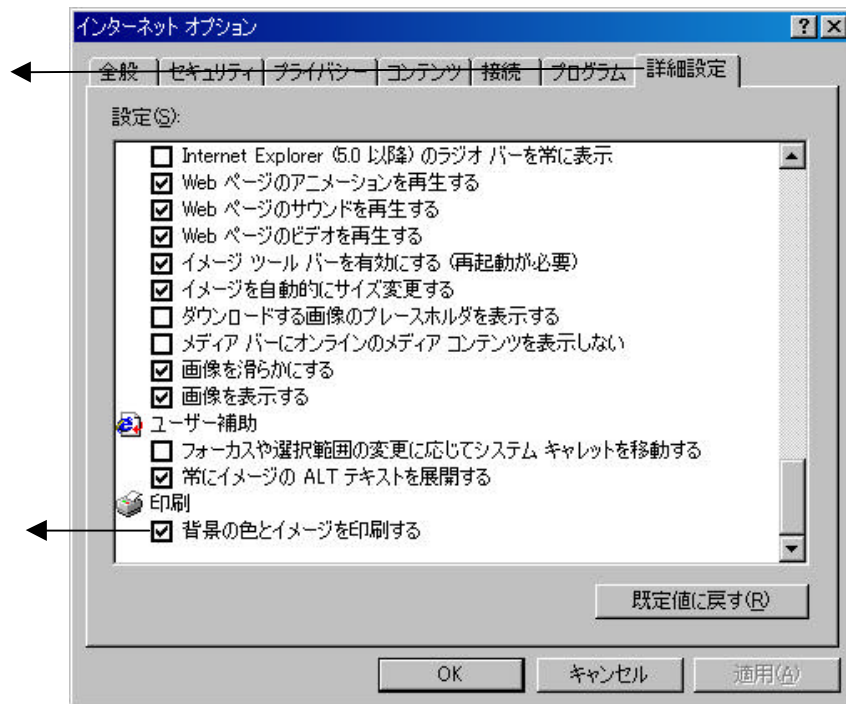 インターネット オプション
全般 セキュリティ プライバシー コンテンツ 接続 プログラム 詳細設定
設定(S):
Internet Explorer (5.0 以降) のラジオ バーを常に表示
Web ページのアニメーションを再生する
Web ページのサウンドを再生する
Web ページのビデオを再生する
イメージ ツール バーを有効にする (再起動が必要)
イメージを自動的にサイズ変更する
ダウンロードする画像のプレースホルダを表示する
メディア バーにオンラインのメディア コンテンツを表示しない
画像を滑らかにする
画像を表示する
ユーザー補助
フォーカスや選択範囲の変更に応じてシステム キャレットを移動する
常にイメージの ALT テキストを展開する
印刷
背景の色とイメージを印刷する
既定値に戻す(R)
OK キャンセル 適用(A)